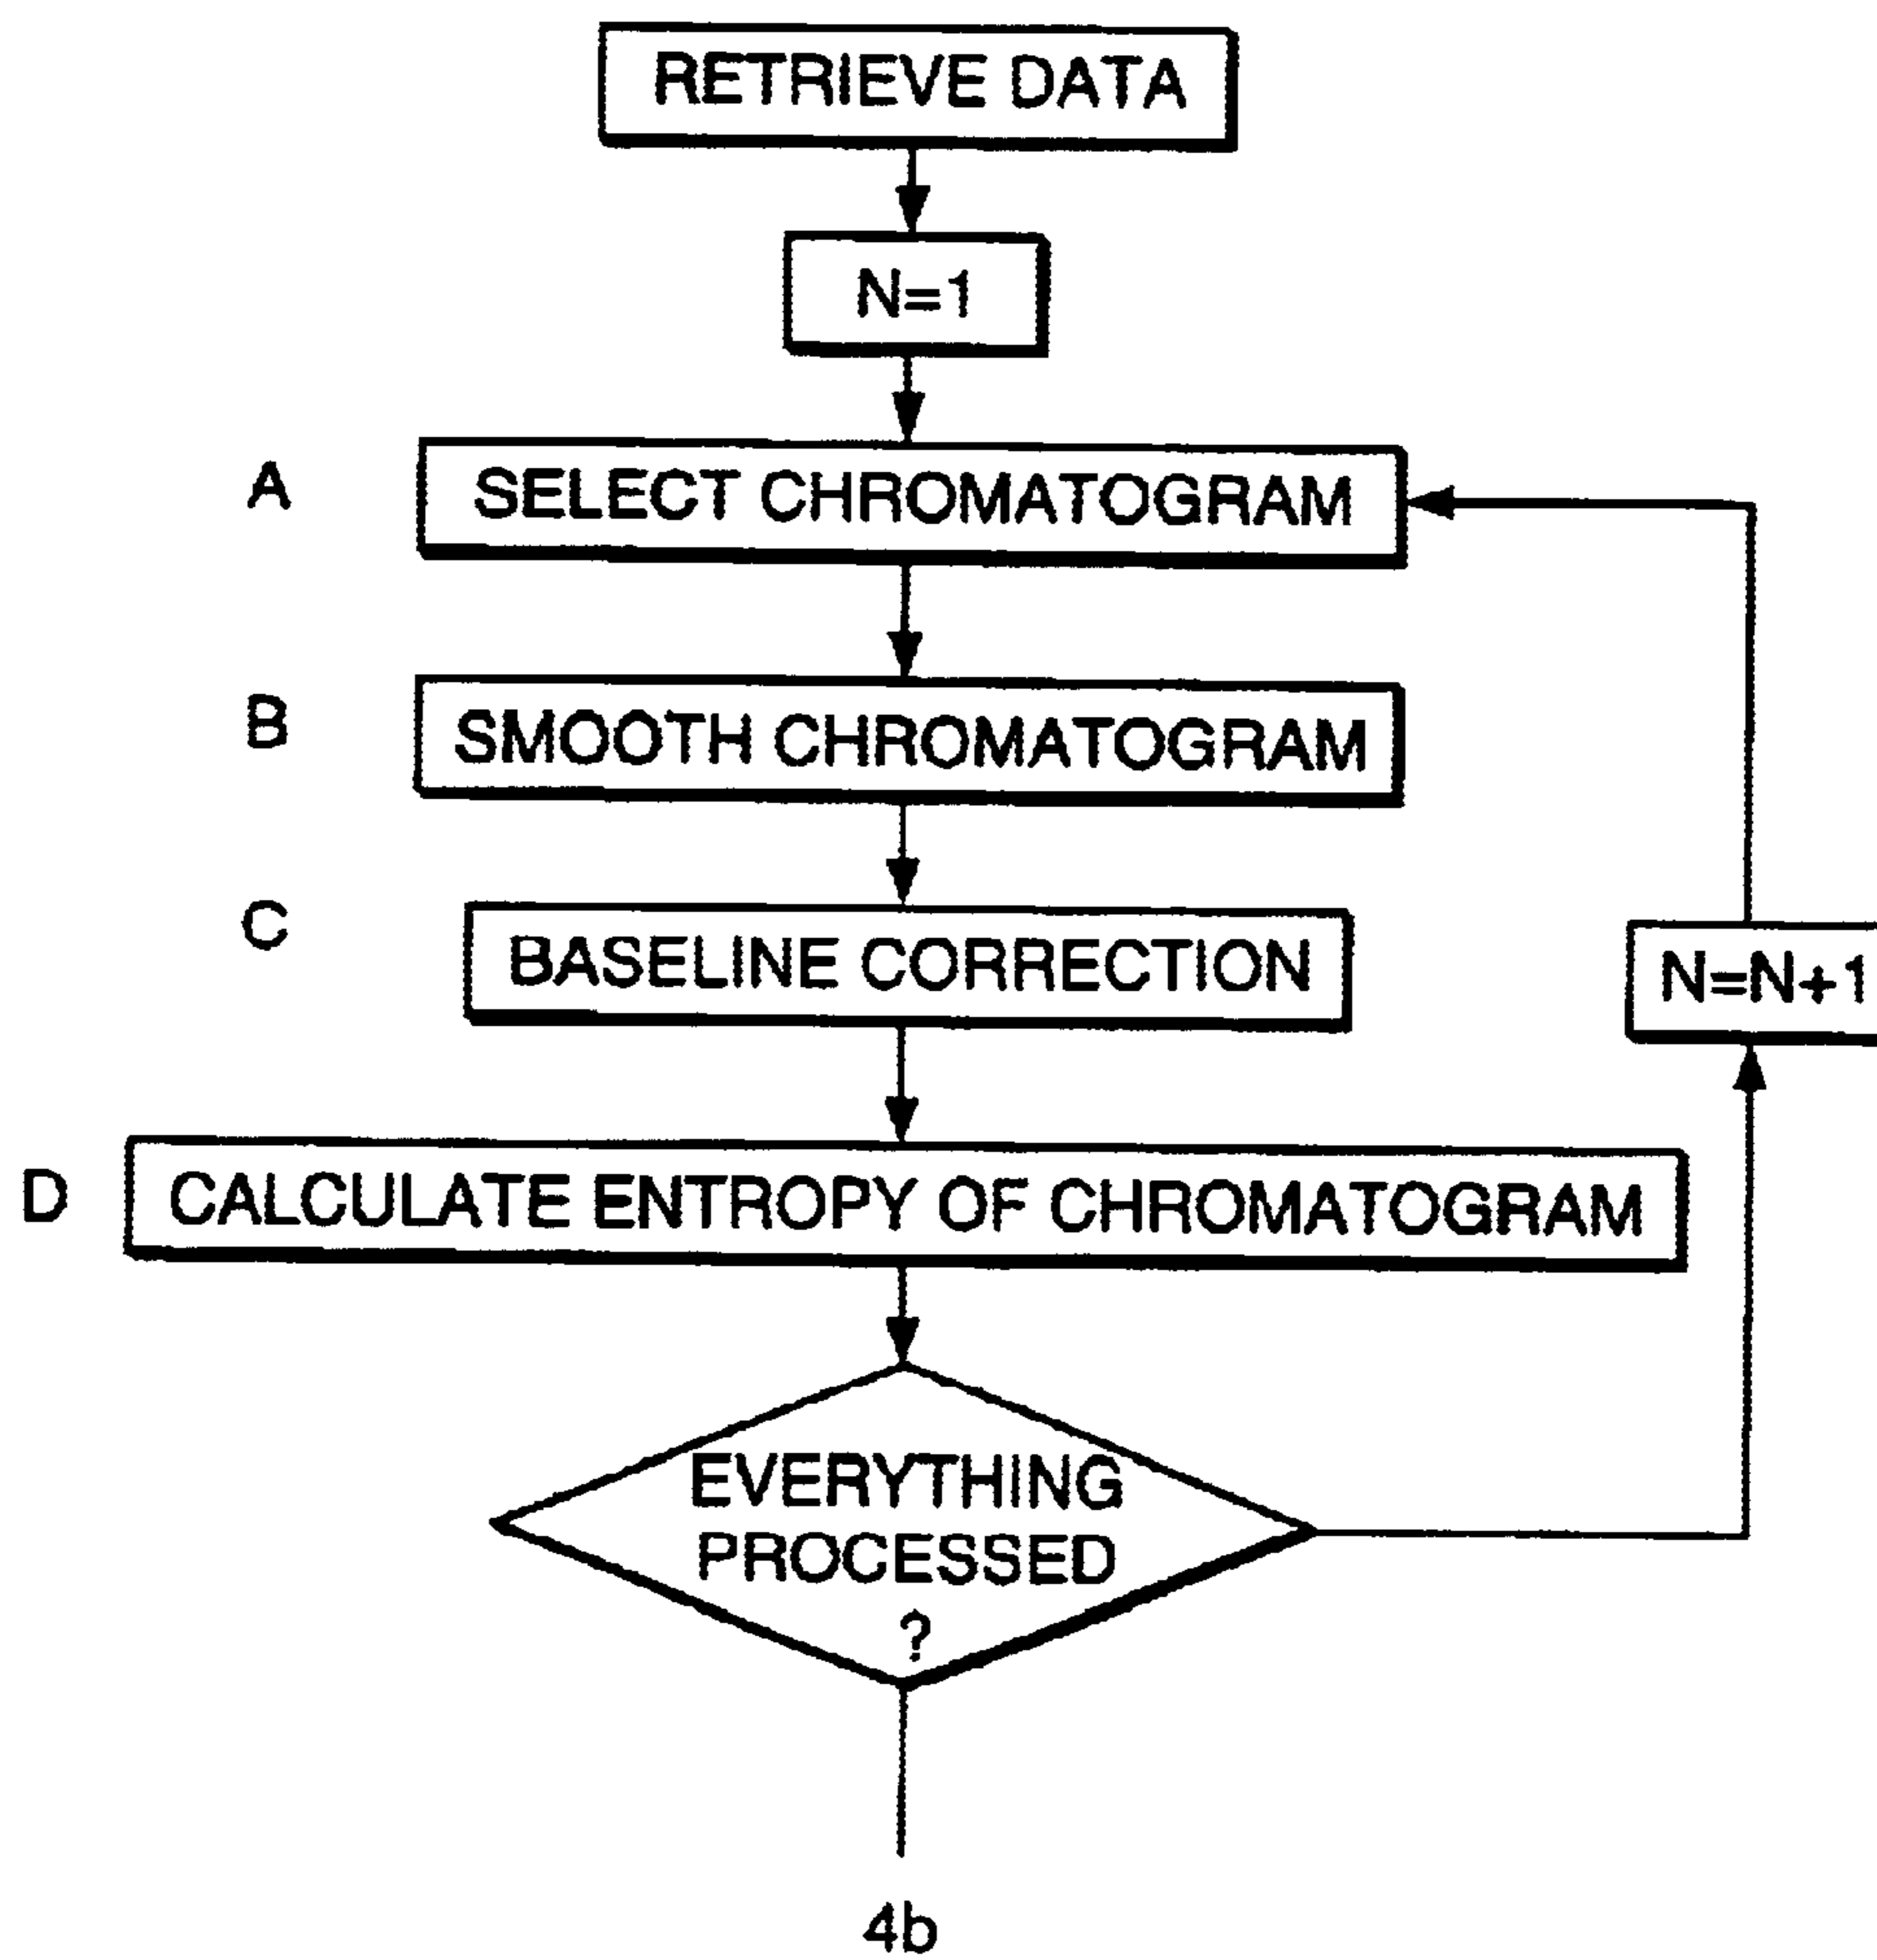 RETRIEVE DATA
N=1
A
SELECT CHROMATOGRAM
B
SMOOTH CHROMATOGRAM
C
BASELINE CORRECTION
N=N+1
D
CALCULATE ENTROPY OF CHROMATOGRAM
EVERYTHING
PROCESSED
?
4b